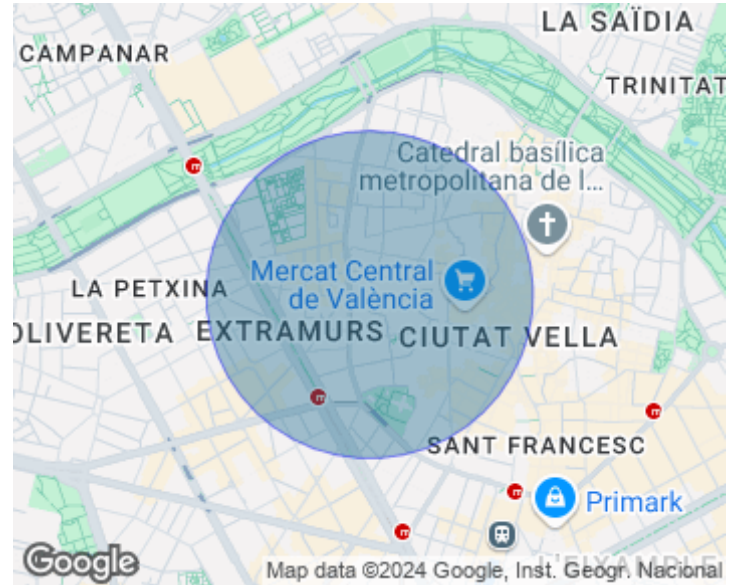 LA SAÏDIA
CAMPANAR
TRINITAT
Catedral basílica
metropolitana de l...
Mercat Central
de València
LA PETXINA
OLIVERETA
EXTRAMURS
CIUTAT VELLA
SANT FRANCESC
Primark
L'EIXAMPLE
Google
Map data ©2024 Google, Inst. Geogr. Nacional